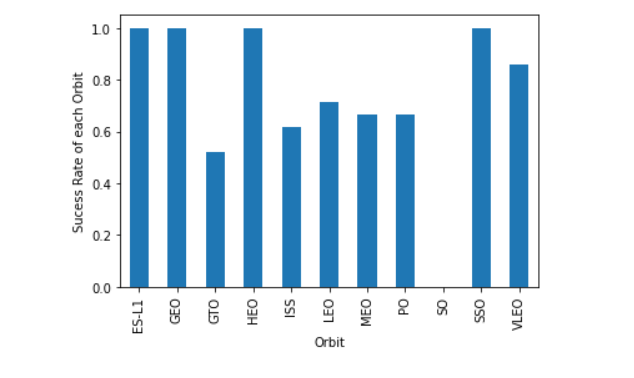 1.0
0.8
0.6
0.4
0.2
0.0
Sucess Rate of each Orbit
ES-L1
GEO
GTO
HEO
ISS
LEO
MEO
PO
SO
SSO
VLEO
Orbit